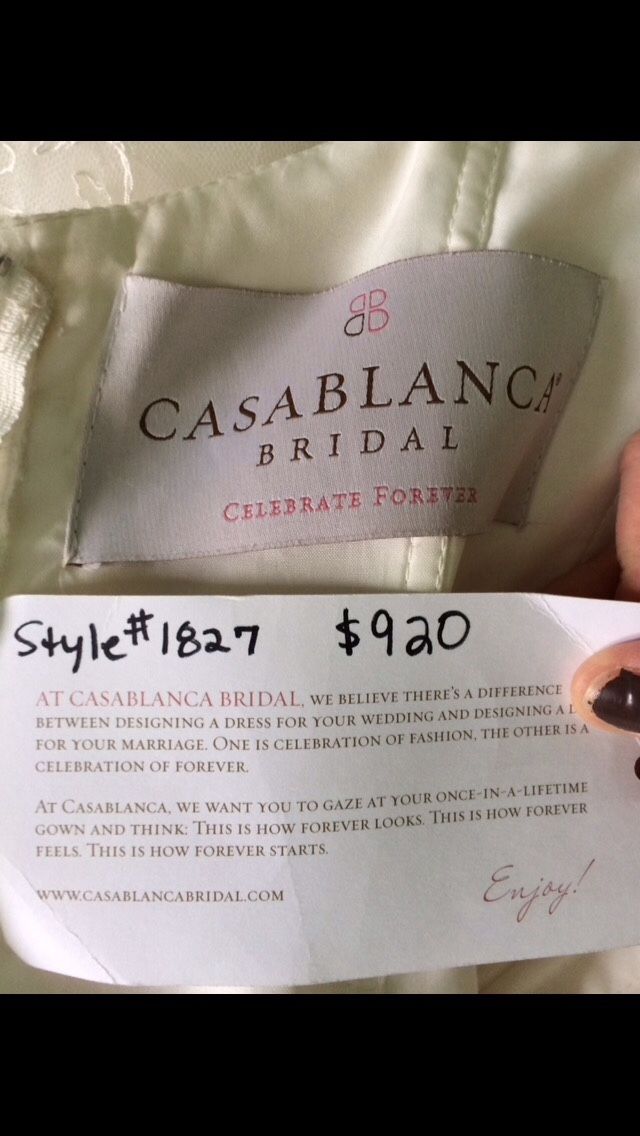 CASABLANCA®
BRIDAL
CELEBRATE FOREVER
Style# 1827 $920
AT CASABLANCA BRIDAL, WE BELIEVE THERE'S A DIFFERENCE
BETWEEN DESIGNING A DRESS FOR YOUR WEDDING AND DESIGNING A
FOR YOUR MARRIAGE. ONE IS CELEBRATION OF FASHION, THE OTHER IS A
CELEBRATION OF FOREVER.
AT CASABLANCA, WE WANT YOU TO GAZE AT YOUR ONCE-IN-A-LIFETIME
GOWN AND THINK: THIS IS HOW FOREVER LOOKS. THIS IS HOW FOREVER
FEELS. THIS IS HOW FOREVER STARTS.
WWW.CASABLANCABRIDAL.COM
Enjoy!